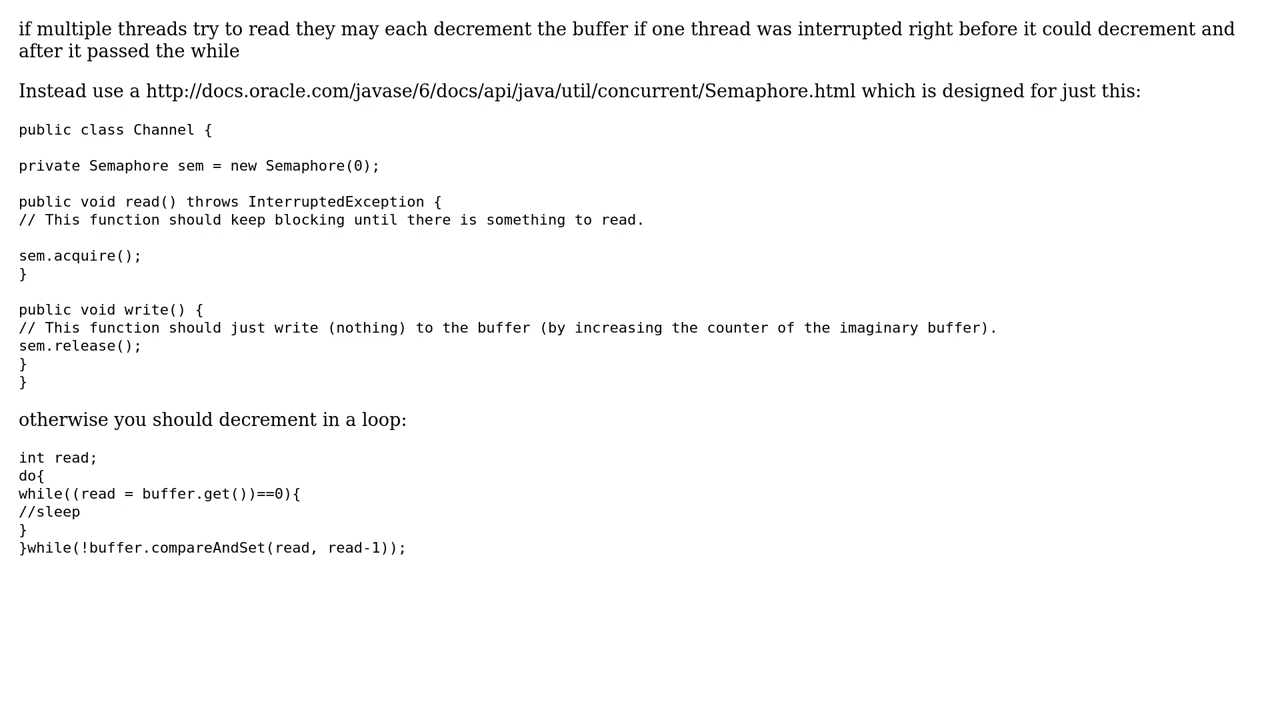 if multiple threads try to read they may each decrement the buffer if one thread was interrupted right before it could decrement and
after it passed the while
Instead use a http://docs.oracle.com/javase/6/docs/api/java/util/concurrent/Semaphore.html which is designed for just this:
public class Channel {
private Semaphore sem = new Semaphore(0);
public void read() throws InterruptedException {
// This function should keep blocking until there is something to read.
sem.acquire();
}
public void write() {
// This function should just write (nothing) to the buffer (by increasing the counter of the imaginary buffer).
sem.release();
}
}
otherwise you should decrement in a loop:
int read;
do{
while((read = buffer.get())==0){
//sleep
}
}while(!buffer.compareAndSet(read, read-1));